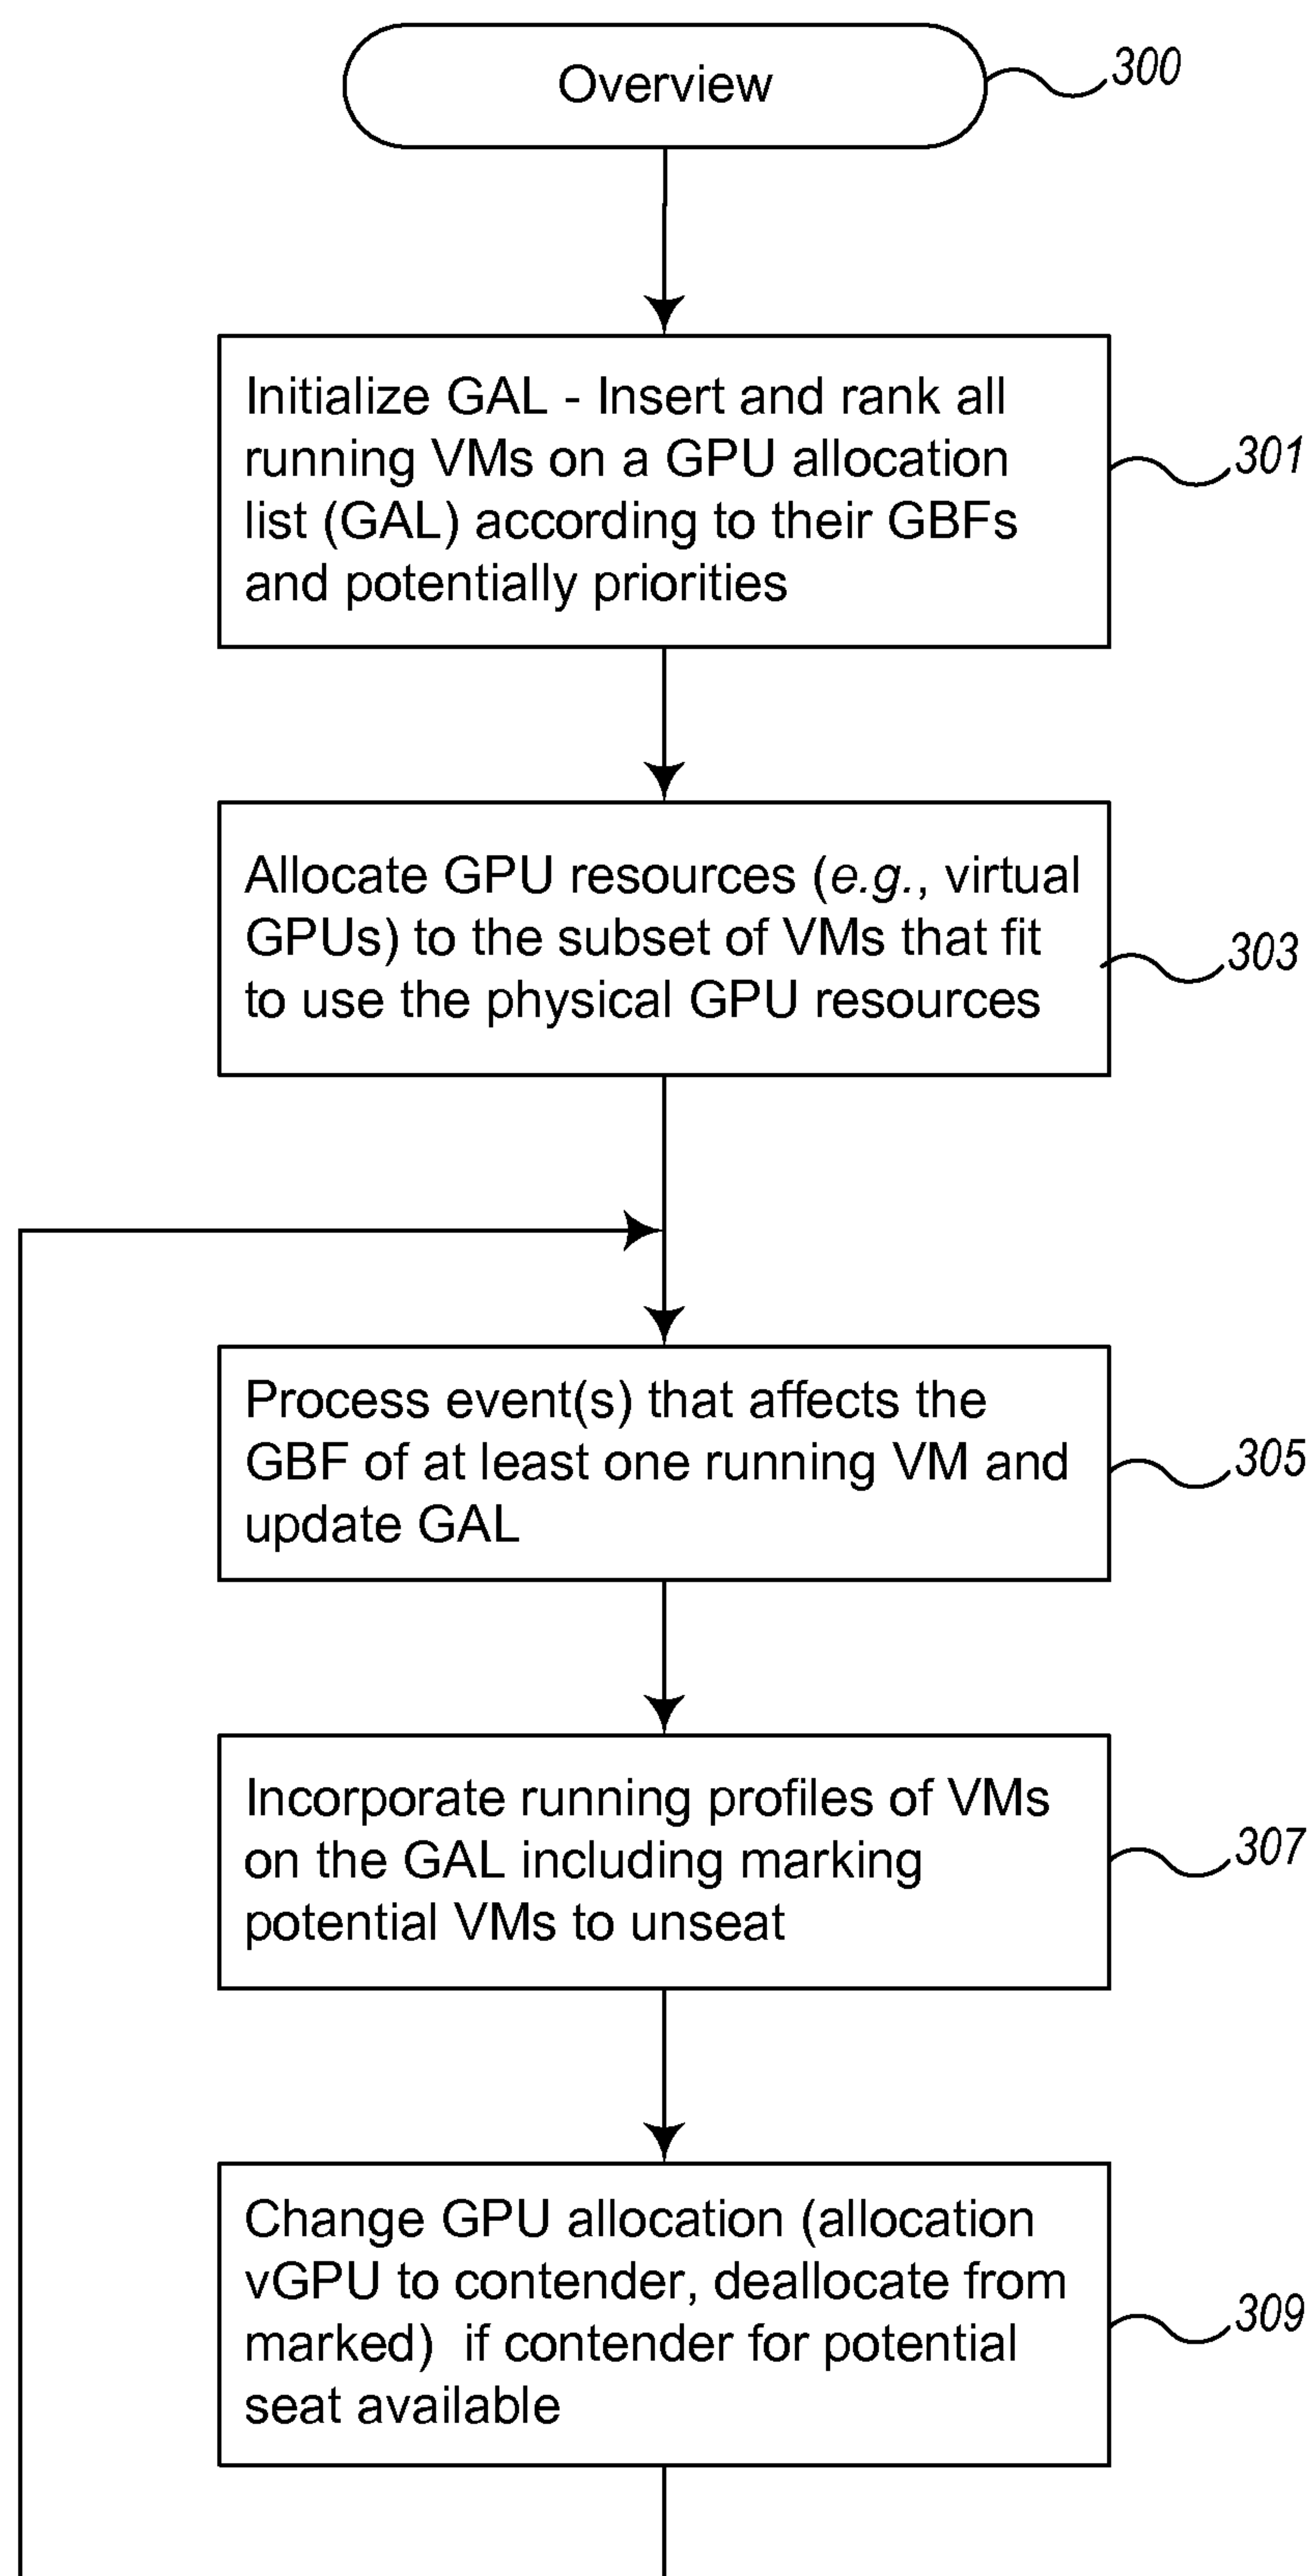 Overview
300
Initialize GAL - Insert and rank all
running VMs on a GPU allocation
list (GAL) according to their GBFs
and potentially priorities
301
Allocate GPU resources (e.g., virtual
GPUs) to the subset of VMs that fit
to use the physical GPU resources
303
Process event(s) that affects the
GBF of at least one running VM and
update GAL
305
Incorporate running profiles of VMs
on the GAL including marking
potential VMs to unseat
307
Change GPU allocation (allocation
vGPU to contender, deallocate from
marked)  if contender for potential
seat available
309